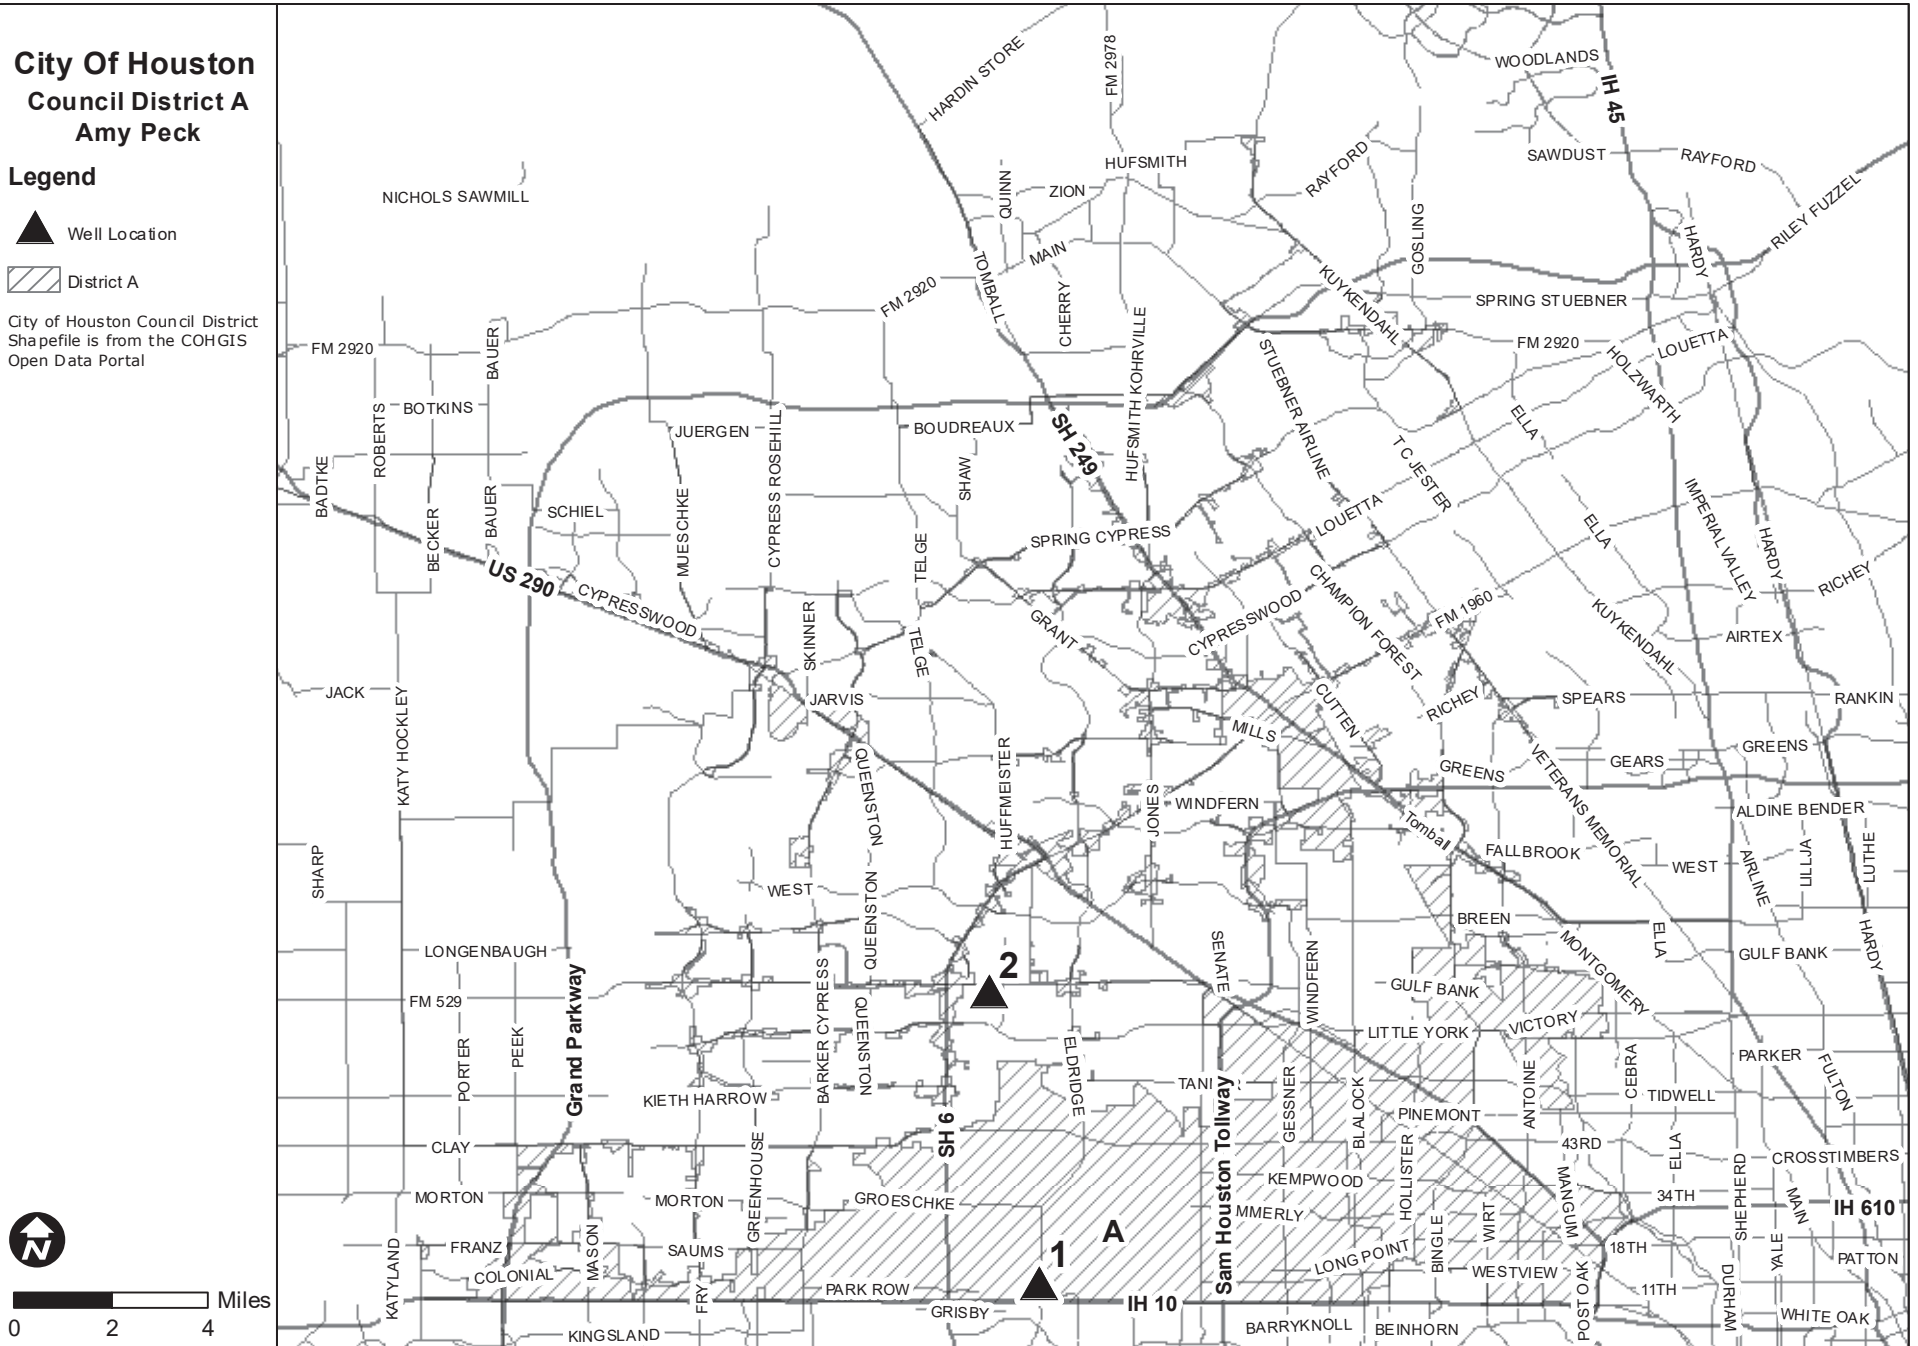 City Of Houston
Council District A
Amy Peck
Legend
Well Location
District A
City of Houston Council District
Shapefile is from the COHGIS
Open Data Portal
N
Miles
0 2 4
WOODLANDS
HARDIN STORE
FM 2978
IH 45
HUFSMITH
SAWDUST
RAYFORD
RAYFORD
NICHOLS SAWMILL
QUINN
ZION
GOSLING
RILEY FUZZEL
HARDY
MAIN
TOMBALL
FM 2920
CHERRY
KUYKENDAHL
SPRING STUEBNER
HUFSMITH KOHRVILLE
FM 2920
BAUER
FM 2920
LOUETTA
HOLZWARTH
STUEBNER AIRLINE
ROBERTS
BOTKINS
JUERGEN
CYPRESS ROSEHILL
BOUDREAUX
SH 249
ELLA
T C JESTER
BADTKE
SHAW
BECKER
BAUER
SCHIEL
MUESCHKE
TELGE
SPRING CYPRESS
LOUETTA
ELLA
IMPERIAL VALLEY
HARDY
RICHEY
US 290
CYPRESSWOOD
SKINNER
TELGE
GRANT
CYPRESSWOOD
CHAMPION FOREST
FM 1960
KUYKENDAHL
AIRTEX
JACK
KATY HOCKLEY
JARVIS
CUTTEN
RICHEY
SPEARS
RANKIN
MILLS
QUEENSTON
HUFFMEISTER
GREENS
GEARS
GREENS
VETERANS MEMORIAL
JONES
WINDFERN
Tombal
ALDINE BENDER
SHARP
FALLBROOK
WEST
AIRLINE
LILLJA
LUTHE
WEST
QUEENSTON
BREEN
ELLA
MONTGOMERY
HARDY
LONGENBAUGH
SENATE
WINDFERN
GULF BANK
2
Grand Parkway
FM 529
BARKER CYPRESS
QUEENSTON
GULF BANK
LITTLE YORK
VICTORY
PORTER
PEEK
ELDRIDGE
PARKER
FULTON
CEBRA
KIETH HARROW
GESSNER
BLALOCK
ANTOINE
TIDWELL
PINEMONT
CLAY
GREENHOUSE
SH 6
Sam Houston Tollway
HOLLISTER
43RD
ELLA
CROSSTIMBERS
MORTON
MORTON
GROESCHKE
KEMPWOOD
MANGUM
34TH
SHEPHERD
MAIN
IH 610
A
MMERLY
WIRT
FRANZ
MASON
SAUMS
1
LONG POINT
BINGLE
18TH
YALE
PATTON
KATYLAND
COLONIAL
FRY
PARK ROW
WESTVIEW
POST OAK
11TH
DURHAM
GRISBY
IH 10
WHITE OAK
KINGSLAND
BARRYKNOLL
BEINHORN